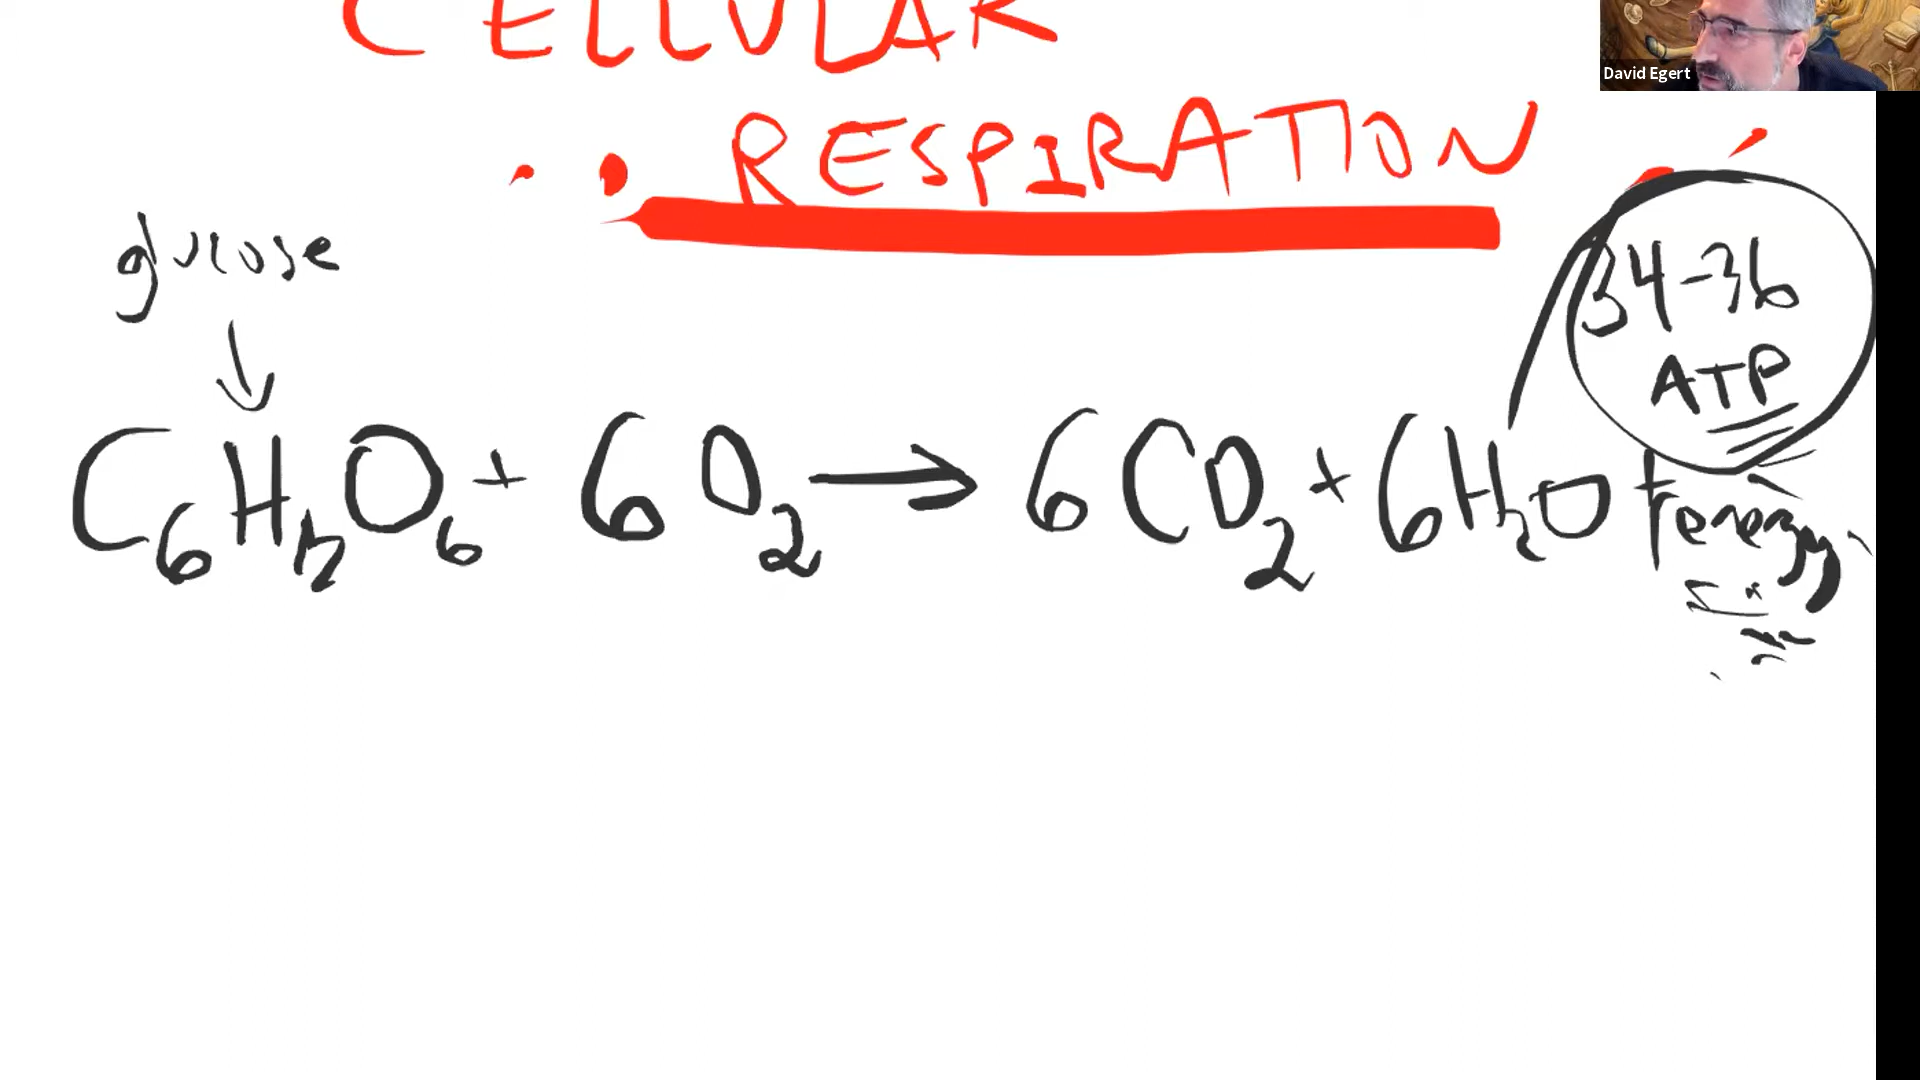 CELLULAR
David Egert
RESPIRATION
glucose
34-36
ATP
C6H12O6 + 6O2 → 6CO2 + 6H2O + energy